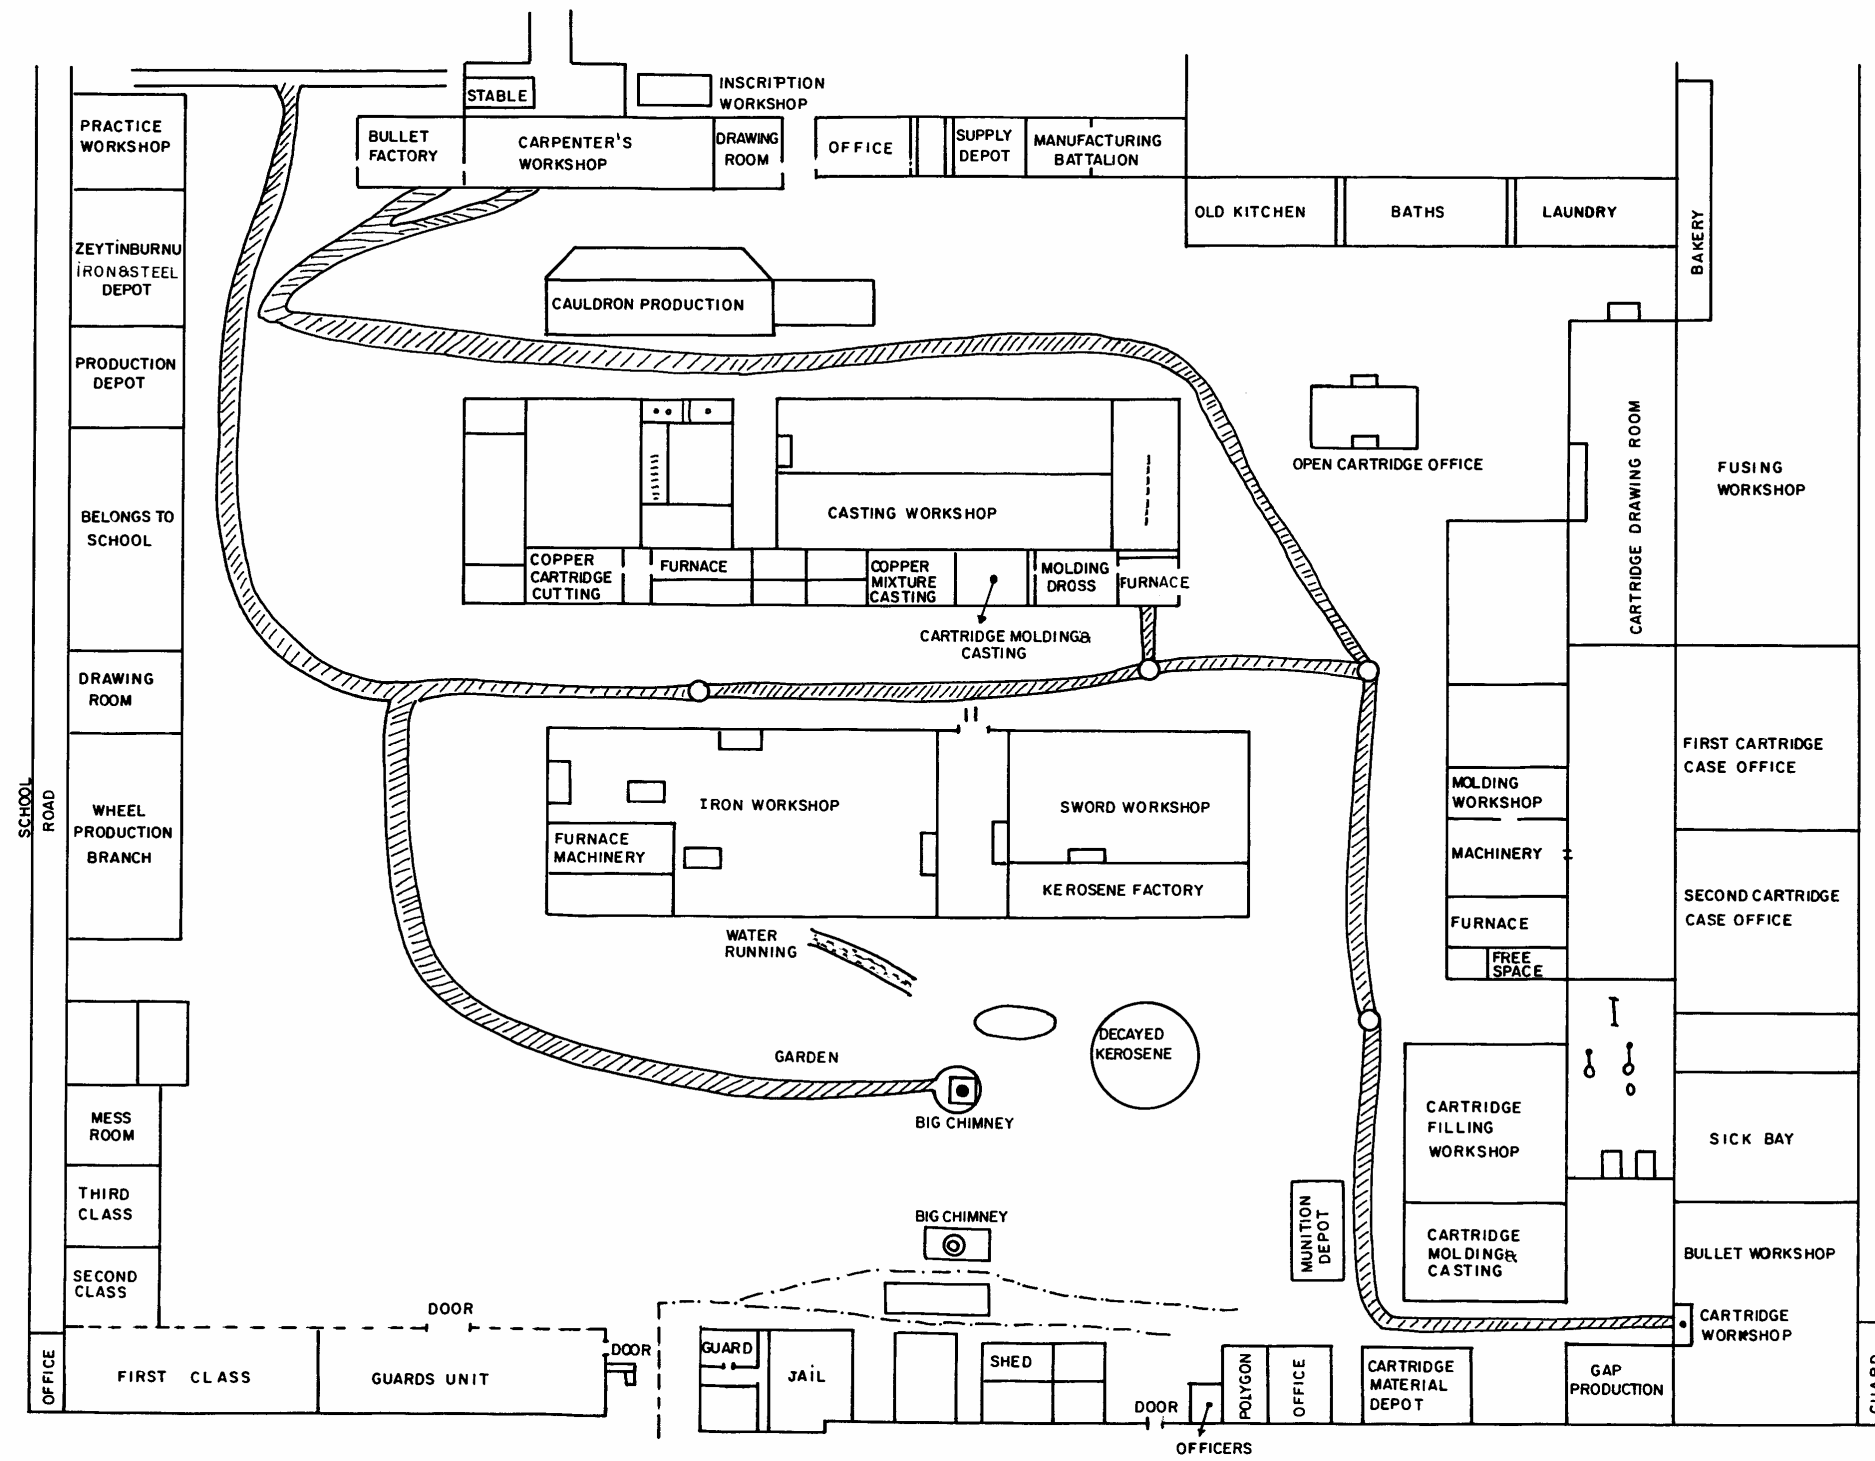 INSCRIPTION
WORKSHOP
STABLE
PRACTICE
WORKSHOP
BULLET
FACTORY
CARPENTER'S
WORKSHOP
DRAWING
ROOM
OFFICE
SUPPLY
DEPOT
MANUFACTURING
BATTALION
OLD KITCHEN
BATHS
LAUNDRY
BAKERY
ZEYTİNBURNU
İRON&STEEL
DEPOT
CAULDRON PRODUCTION
PRODUCTION
DEPOT
OPEN CARTRIDGE OFFICE
CARTRIDGE DRAWING ROOM
FUSING
WORKSHOP
BELONGS TO
SCHOOL
CASTING WORKSHOP
COPPER
CARTRIDGE
CUTTING
FURNACE
COPPER
MIXTURE
CASTING
MOLDING
DROSS
FURNACE
CARTRIDGE MOLDING&
CASTING
DRAWING
ROOM
FIRST CARTRIDGE
CASE OFFICE
SCHOOL
ROAD
WHEEL
PRODUCTION
BRANCH
IRON WORKSHOP
SWORD WORKSHOP
FURNACE
MACHINERY
KEROSENE FACTORY
MOLDING
WORKSHOP
MACHINERY
FURNACE
FREE
SPACE
SECOND CARTRIDGE
CASE OFFICE
WATER
RUNNING
DECAYED
KEROSENE
GARDEN
BIG CHIMNEY
MESS
ROOM
CARTRIDGE
FILLING
WORKSHOP
SICK BAY
THIRD
CLASS
BIG CHIMNEY
MUNITION
DEPOT
CARTRIDGE
MOLDING&
CASTING
BULLET WORKSHOP
SECOND
CLASS
DOOR
CARTRIDGE
WORKSHOP
OFFICE
FIRST CLASS
GUARDS UNIT
DOOR
GUARD
JAİL
SHED
DOOR
OFFICERS
POLYGON
OFFICE
CARTRIDGE
MATERIAL
DEPOT
GAP
PRODUCTION
GUARD